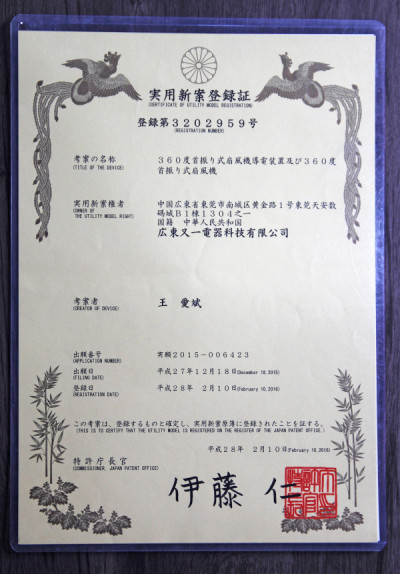 実用新案登録証
(CERTIFICATE OF UTILITY MODEL REGISTRATION)
登録第3202959号
(REGISTRATION NUMBER)
考案の名称
(TITLE OF THE DEVICE)
360度首振り式扇風機導電装置及び360度
首振り式扇風機
実用新案権者
(OWNER OF THE UTILITY MODEL RIGHT)
中国広東省東莞市南城区黄金路1号東莞天安数
碼城B1棟1304之一
国籍 中華人民共和国
広東又一電器科技有限公司
考案者
(CREATOR OF DEVICE)
王 愛斌
出願番号
(APPLICATION NUMBER)
実願2015-006423
出願日
(FILING DATE)
平成27年12月18日(December 18,2015)
登録日
(REGISTRATION DATE)
平成28年 2月10日(February 10,2016)
この考案は、登録するものと確定し、実用新案原簿に登録されたことを証する。
(THIS IS TO CERTIFY THAT THE UTILITY MODEL IS REGISTERED ON THE REGISTER OF THE JAPAN PATENT OFFICE.)
平成28年 2月10日(February 10,2016)
特許庁長官
(COMMISSIONER, JAPAN PATENT OFFICE)
伊藤 仁